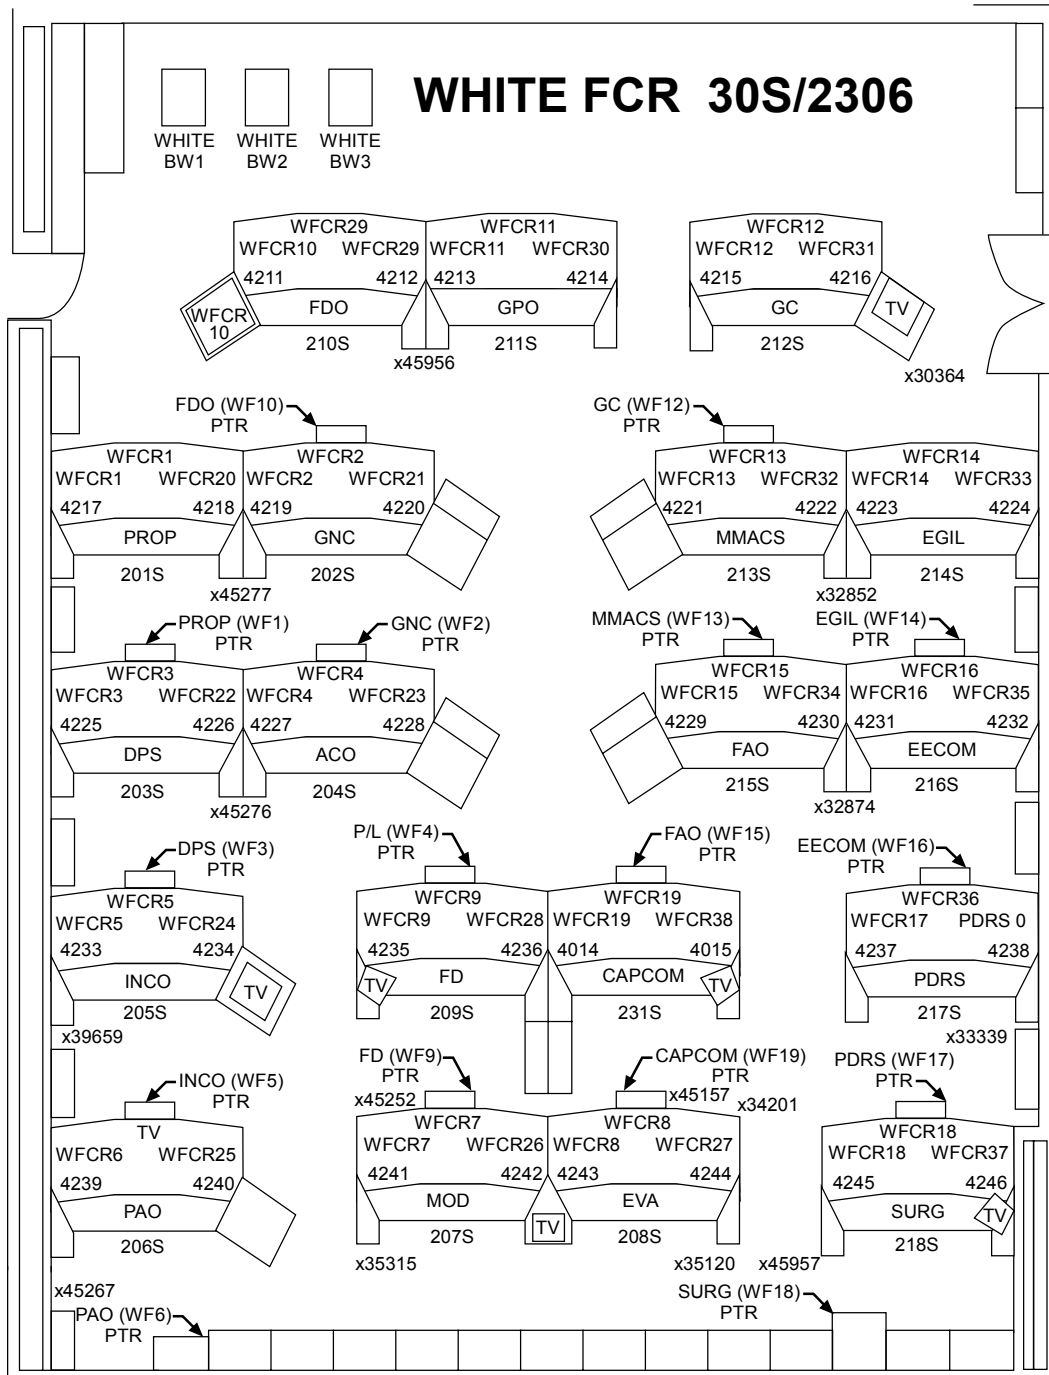 WHITE FCR 30S/2306
WHITE BW1
WHITE BW2
WHITE BW3
WFCR29
WFCR10 WFCR29
4211 4212
FDO
210S
WFCR 10
WFCR11
WFCR11 WFCR30
4213 4214
GPO
211S
x45956
WFCR12
WFCR12 WFCR31
4215 4216
GC
212S
TV
x30364
FDO (WF10) PTR
GC (WF12) PTR
WFCR1
WFCR1 WFCR20
4217 4218
PROP
201S
WFCR2
WFCR2 WFCR21
4219 4220
GNC
202S
x45277
WFCR13
WFCR13 WFCR32
4221 4222
MMACS
213S
WFCR14
WFCR14 WFCR33
4223 4224
EGIL
214S
x32852
PROP (WF1) PTR
GNC (WF2) PTR
MMACS (WF13) PTR
EGIL (WF14) PTR
WFCR3
WFCR3 WFCR22
4225 4226
DPS
203S
WFCR4
WFCR4 WFCR23
4227 4228
ACO
204S
x45276
WFCR15
WFCR15 WFCR34
4229 4230
FAO
215S
WFCR16
WFCR16 WFCR35
4231 4232
EECOM
216S
x32874
DPS (WF3) PTR
P/L (WF4) PTR
FAO (WF15) PTR
EECOM (WF16) PTR
WFCR5
WFCR5 WFCR24
4233 4234
INCO
205S
TV
x39659
WFCR9
WFCR9 WFCR28
4235 4236
TV
FD
209S
WFCR19
WFCR19 WFCR38
4014 4015
CAPCOM
TV
231S
WFCR36
WFCR17 PDRS 0
4237 4238
PDRS
217S
x33339
INCO (WF5) PTR
FD (WF9) PTR
x45252
CAPCOM (WF19) PTR
x45157
x34201
PDRS (WF17) PTR
TV
WFCR6 WFCR25
4239 4240
PAO
206S
x45267
WFCR7
WFCR7 WFCR26
4241 4242
MOD
207S
x35315
TV
WFCR8
WFCR8 WFCR27
4243 4244
EVA
208S
x35120
WFCR18
WFCR18 WFCR37
4245 4246
SURG
TV
218S
x45957
PAO (WF6) PTR
SURG (WF18) PTR